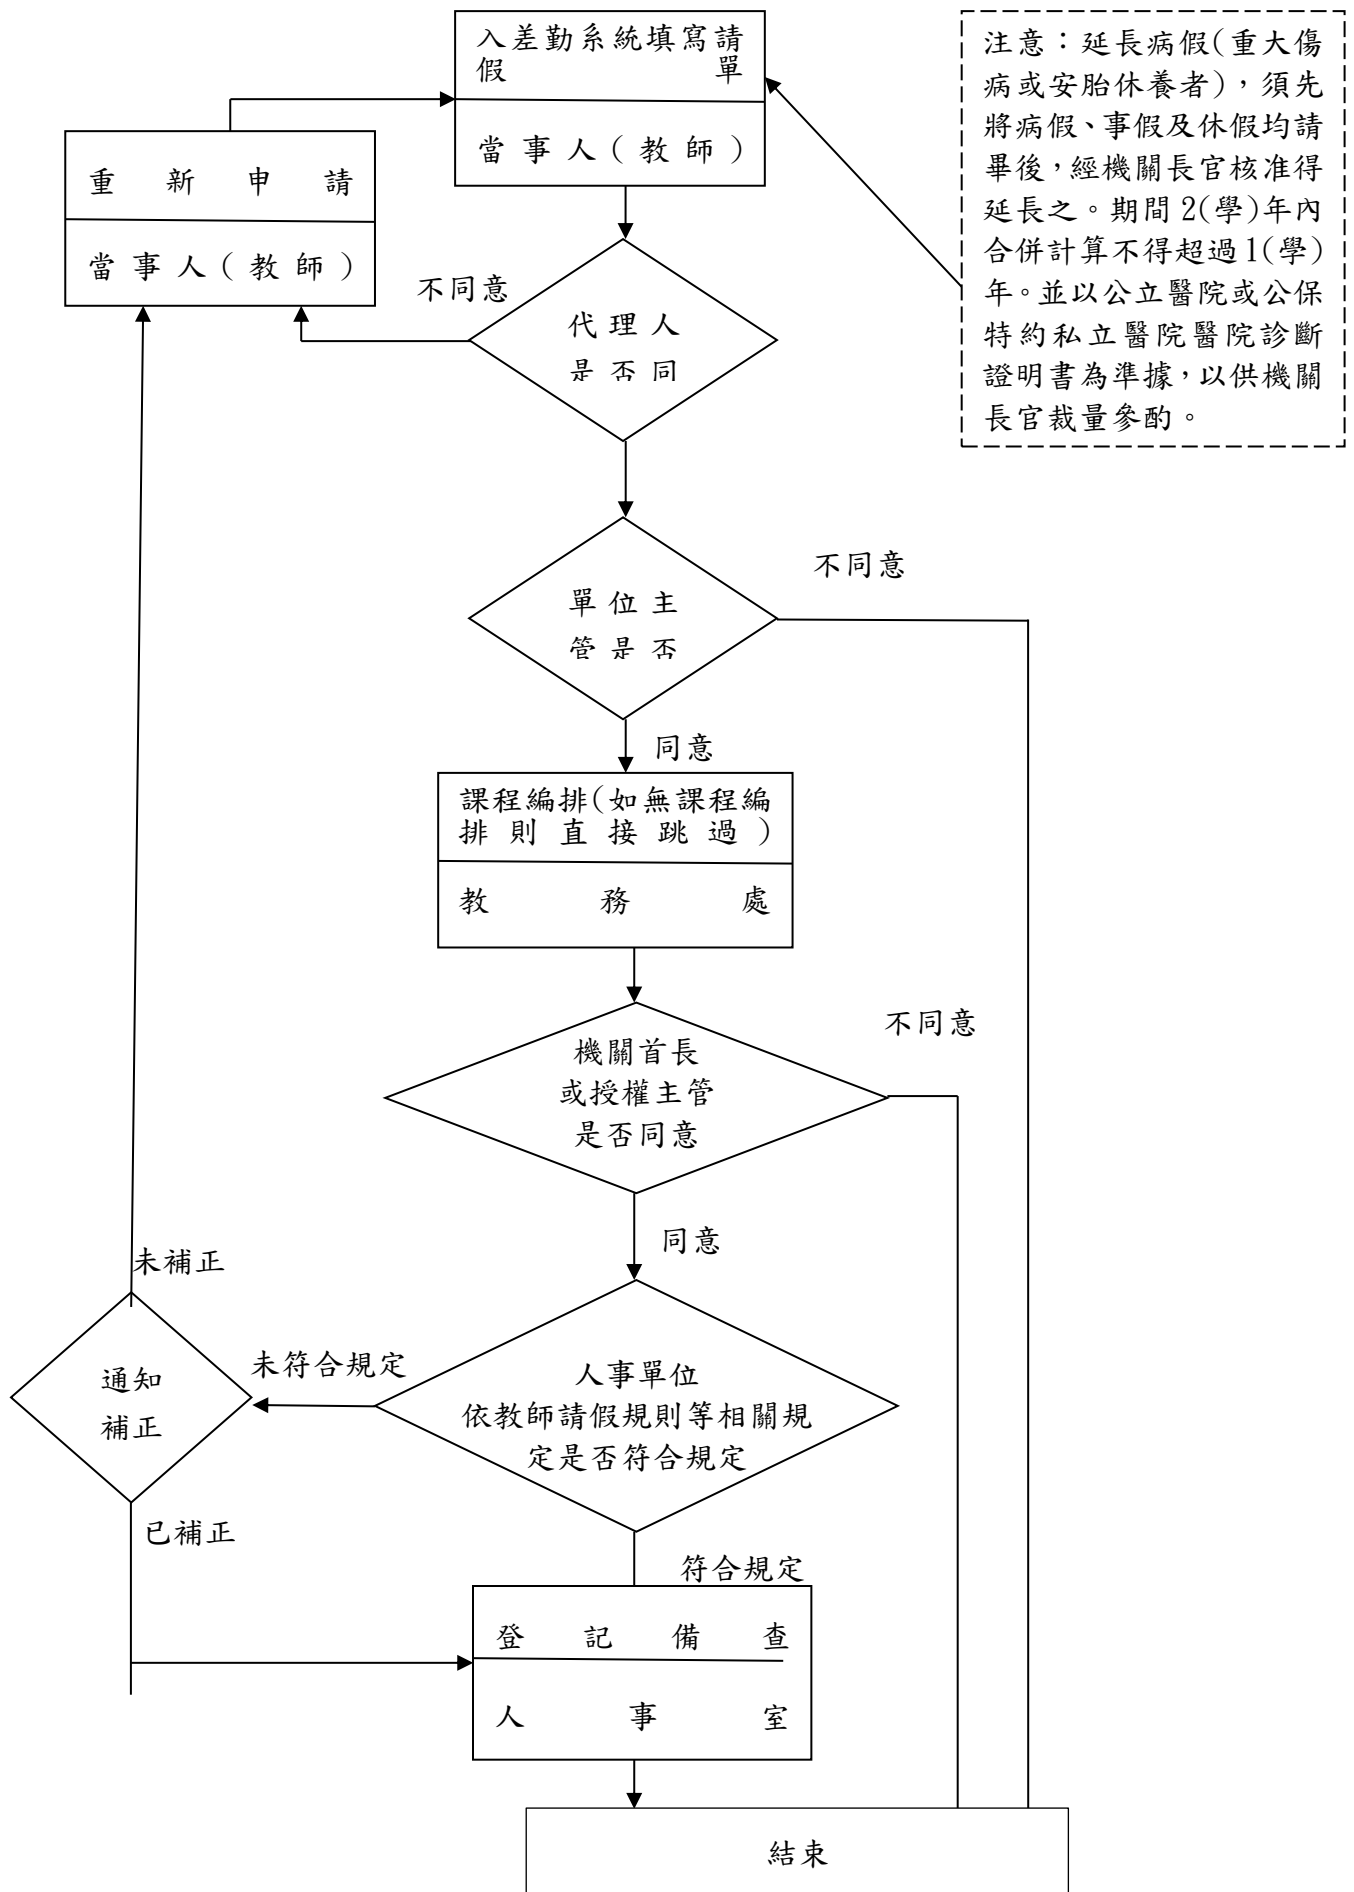 入差勤系統填寫請
假單
當事人(教師)
注意：延長病假(重大傷
病或安胎休養者)，須先
將病假、事假及休假均請
畢後，經機關長官核准得
延長之。期間2(學)年內
合併計算不得超過1(學)
年。並以公立醫院或公保
特約私立醫院醫院診斷
證明書為準據，以供機關
長官裁量參酌。
重新申請
當事人(教師)
不同意
代理人
是否同
不同意
單位主
管是否
同意
課程編排(如無課程編
排則直接跳過)
教務處
不同意
機關首長
或授權主管
是否同意
同意
未補正
通知
補正
未符合規定
人事單位
依教師請假規則等相關規
定是否符合規定
已補正
符合規定
登記備查
人事室
結束